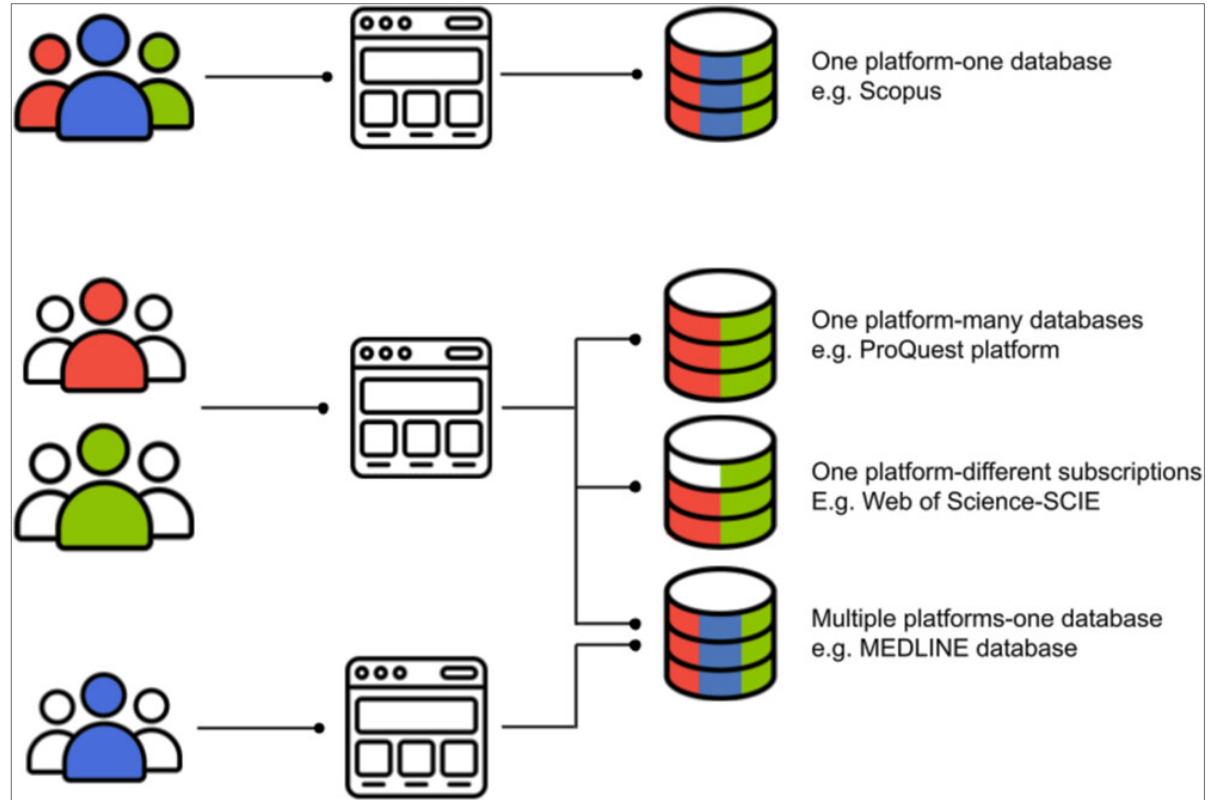 One platform-one database
e.g. Scopus
One platform-many databases
e.g. ProQuest platform
One platform-different subscriptions
E.g. Web of Science-SCIE
Multiple platforms-one database
e.g. MEDLINE database